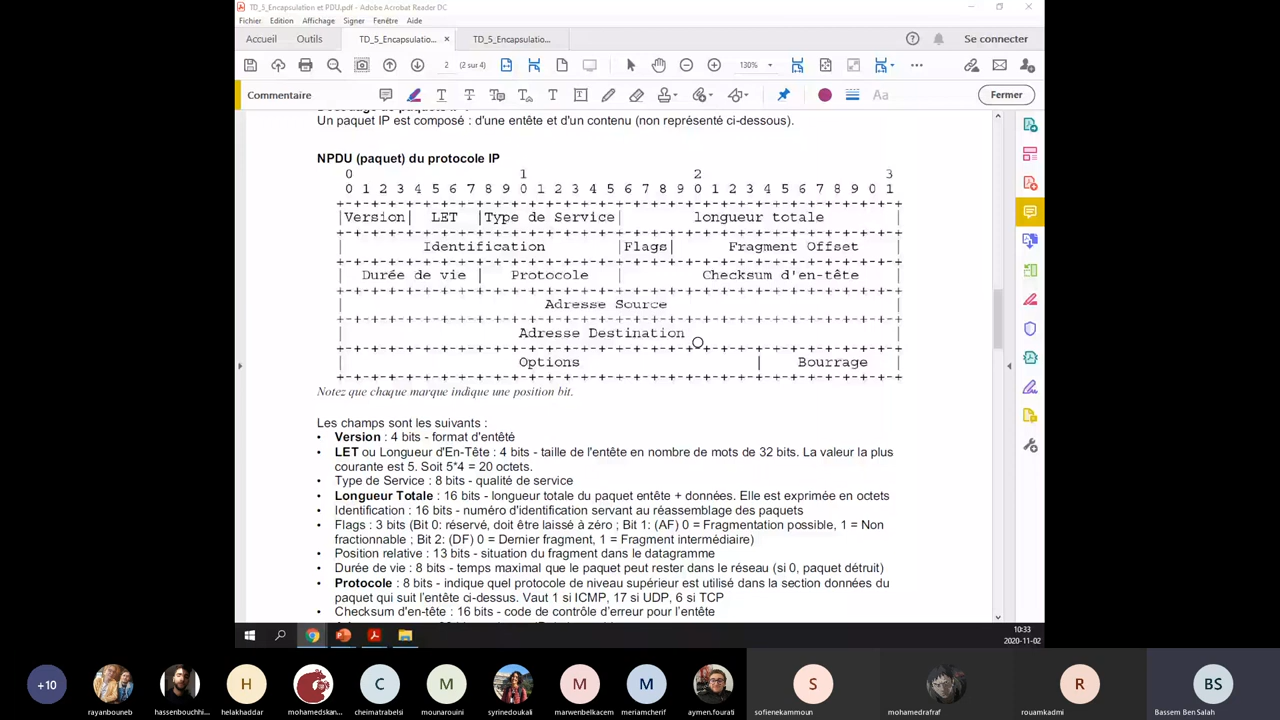 TD_5_Encapsulation et PDU.pdf - Adobe Acrobat Reader DC
Fichier Edition Affichage Signer Fenêtre Aide
Accueil Outils TD_5_Encapsulatio... × TD_5_Encapsulatio... Se connecter
2 (2 sur 4) 130%
Commentaire Fermer
Un paquet IP est composé : d'une entête et d'un contenu (non représenté ci-dessous).
NPDU (paquet) du protocole IP
0 1 2 3
0 1 2 3 4 5 6 7 8 9 0 1 2 3 4 5 6 7 8 9 0 1 2 3 4 5 6 7 8 9 0 1
+-+-+-+-+-+-+-+-+-+-+-+-+-+-+-+-+-+-+-+-+-+-+-+-+-+-+-+-+-+-+-+-+
|Version| LET |Type de Service| longueur totale |
+-+-+-+-+-+-+-+-+-+-+-+-+-+-+-+-+-+-+-+-+-+-+-+-+-+-+-+-+-+-+-+-+
| Identification |Flags| Fragment Offset |
+-+-+-+-+-+-+-+-+-+-+-+-+-+-+-+-+-+-+-+-+-+-+-+-+-+-+-+-+-+-+-+-+
| Durée de vie | Protocole | Checksum d'en-tête |
+-+-+-+-+-+-+-+-+-+-+-+-+-+-+-+-+-+-+-+-+-+-+-+-+-+-+-+-+-+-+-+-+
| Adresse Source |
+-+-+-+-+-+-+-+-+-+-+-+-+-+-+-+-+-+-+-+-+-+-+-+-+-+-+-+-+-+-+-+-+
| Adresse Destination |
+-+-+-+-+-+-+-+-+-+-+-+-+-+-+-+-+-+-+-+-+-+-+-+-+-+-+-+-+-+-+-+-+
| Options | Bourrage |
+-+-+-+-+-+-+-+-+-+-+-+-+-+-+-+-+-+-+-+-+-+-+-+-+-+-+-+-+-+-+-+-+
Notez que chaque marque indique une position bit.
Les champs sont les suivants :
• Version : 4 bits - format d'entêté
• LET ou Longueur d'En-Tête : 4 bits - taille de l'entête en nombre de mots de 32 bits. La valeur la plus
courante est 5. Soit 5*4 = 20 octets.
• Type de Service : 8 bits - qualité de service
• Longueur Totale : 16 bits - longueur totale du paquet entête + données. Elle est exprimée en octets
• Identification : 16 bits - numéro d'identification servant au réassemblage des paquets
• Flags : 3 bits (Bit 0: réservé, doit être laissé à zéro ; Bit 1: (AF) 0 = Fragmentation possible, 1 = Non
fractionnable ; Bit 2: (DF) 0 = Dernier fragment, 1 = Fragment intermédiaire)
• Position relative : 13 bits - situation du fragment dans le datagramme
• Durée de vie : 8 bits - temps maximal que le paquet peut rester dans le réseau (si 0, paquet détruit)
• Protocole : 8 bits - indique quel protocole de niveau supérieur est utilisé dans la section données du
paquet qui suit l'entête ci-dessus. Vaut 1 si ICMP, 17 si UDP, 6 si TCP
• Checksum d'en-tête : 16 bits - code de contrôle d'erreur pour l'entête
10:33
2020-11-02
+10 H C M M M S R BS
rayanbouneb hassenbouchhi... helakhaddar mohamedskan... cheimatrabelsi mounarouini syrinedoukali marwenbelkacem meriamcherif aymen.fourati sofienekammoun mohamedrafraf rouamkadmi Bassem Ben Salah